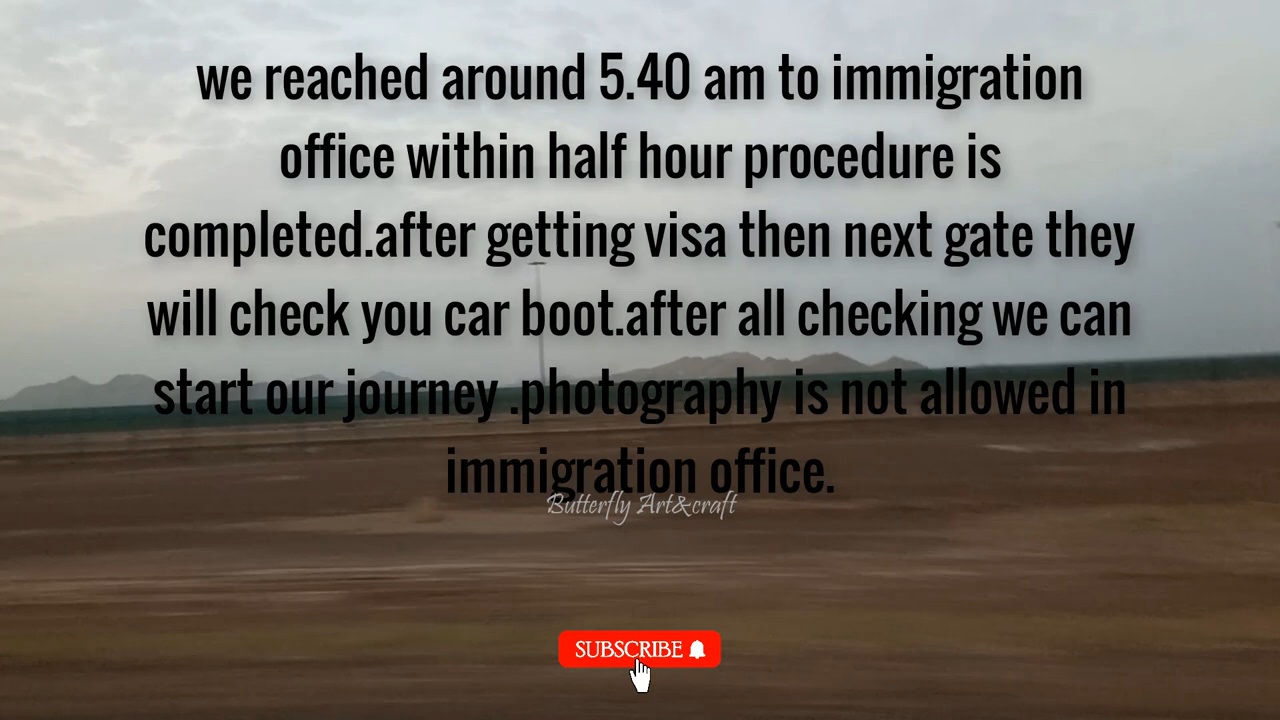 we reached around 5.40 am to immigration
office within half hour procedure is
completed.after getting visa then next gate they
will check you car boot.after all checking we can
start our journey .photography is not allowed in
immigration office.
Butterfly Art&craft
SUBSCRIBE